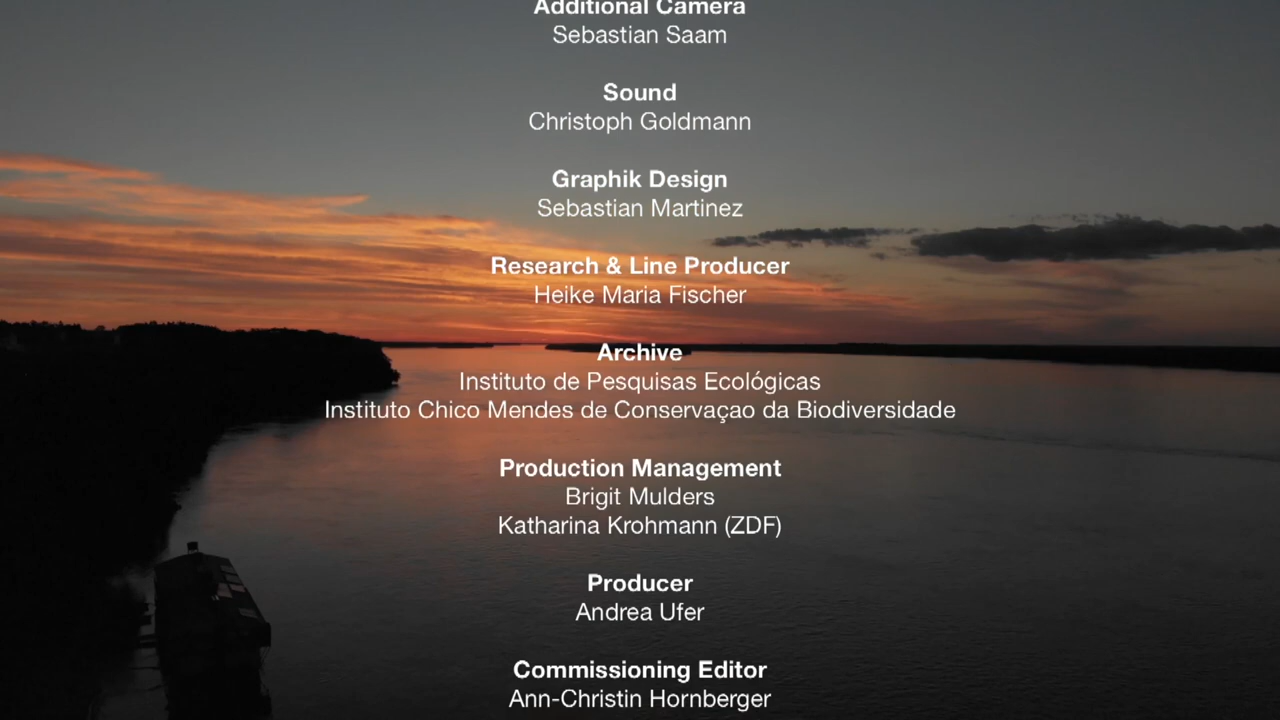 Additional Camera
Sebastian Saam
Sound
Christoph Goldmann
Graphik Design
Sebastian Martinez
Research & Line Producer
Heike Maria Fischer
Archive
Instituto de Pesquisas Ecológicas
Instituto Chico Mendes de Conservaçao da Biodiversidade
Production Management
Brigit Mulders
Katharina Krohmann (ZDF)
Producer
Andrea Ufer
Commissioning Editor
Ann-Christin Hornberger